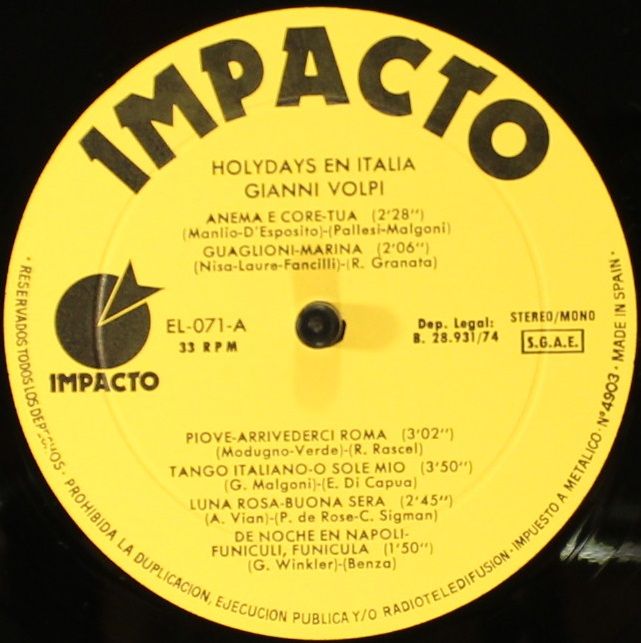 IMPACTO
HOLYDAYS EN ITALIA
GIANNI VOLPI
ANEMA E CORE-TUA (2'28")
(Manlio-D'Esposito)-(Pallesi-Malgoni)
GUAGLIONI-MARINA (2'06")
(Nisa-Laure-Fancilli)-(R. Granata)
EL-071-A
33 RPM
Dep. Legal:
B. 28.931/74
STEREO/MONO
S.G.A.E.
IMPACTO
PIOVE-ARRIVEDERCI ROMA (3'02")
(Modugno-Verde)-(R. Rascel)
TANGO ITALIANO-O SOLE MIO (3'50")
(G. Malgoni)-(E. Di Capua)
LUNA ROSA-BUONA SERA (2'45")
(A. Vian)-(P. de Rose-C. Sigman)
DE NOCHE EN NAPOLI-
FUNICULI, FUNICULA (1'50")
(G. Winkler)-(Benza)
· RESERVADOS TODOS LOS DERECHOS · PROHIBIDA LA DUPLICACION, EJECUCION PUBLICA Y/O RADIOTELEDIFUSION · IMPUESTO A METALICO · Nº 4903 · MADE IN SPAIN ·